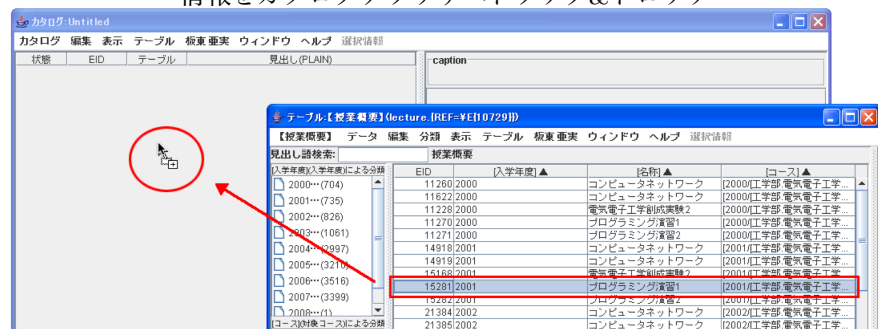 カタログ:Untitled
カタログ 編集 表示 テーブル 板東亜実 ウィンドウ ヘルプ 選択情報
状態 EID テーブル 見出し(PLAIN)
caption
テーブル:【授業概要】(lecture.{REF=¥E{10729}})
【授業概要】 データ 編集 分類 表示 テーブル 板東亜実 ウィンドウ ヘルプ 選択情報
見出し語検索: 授業概要
[入学年度](入学年度)による分類
2000…(704)
2001…(735)
2002…(826)
2003…(1061)
2004…(2997)
2005…(3210)
2006…(3516)
2007…(3399)
2008…(1)
[コース](対象コース)による分類
EID [入学年度]▲ [名称]▲ [コース]▲
11260 2000 コンピュータネットワーク [2000/[工学部.電気電子工学...
11622 2000 コンピュータネットワーク [2000/[工学部.電気電子工学...
11228 2000 電気電子工学創成実験2 [2000/[工学部.電気電子工学...
11270 2000 プログラミング演習1 [2000/[工学部.電気電子工学...
11271 2000 プログラミング演習2 [2000/[工学部.電気電子工学...
14918 2001 コンピュータネットワーク [2001/[工学部.電気電子工学...
14919 2001 コンピュータネットワーク [2001/[工学部.電気電子工学...
15168 2001 電気電子工学創成実験2 [2001/[工学部.電気電子工学...
15281 2001 プログラミング演習1 [2001/[工学部.電気電子工学...
15282 2001 プログラミング演習2 [2001/[工学部.電気電子工学...
21384 2002 コンピュータネットワーク [2002/[工学部.電気電子工学...
21385 2002 コンピュータネットワーク [2002/[工学部.電気電子工学...